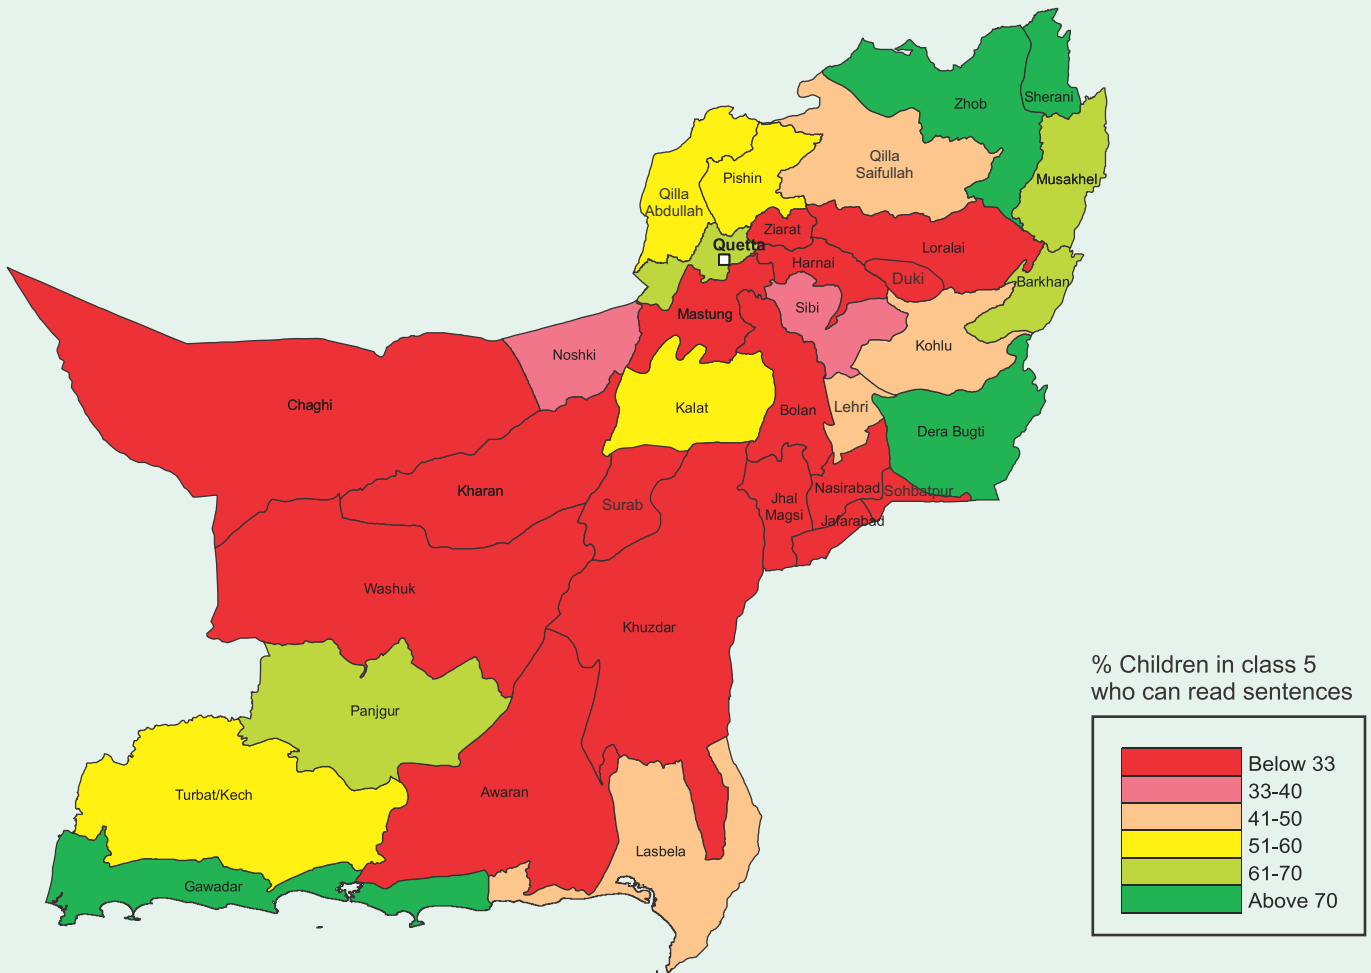 Zhob
Sherani
Qilla
Saifullah
Musakhel
Pishin
Qilla
Abdullah
Ziarat
Quetta
Loralai
Harnai
Duki
Barkhan
Sibi
Mastung
Kohlu
Noshki
Chaghi
Kalat
Bolan
Lehri
Dera Bugti
Kharan
Nasirabad
Sohbatpur
Surab
Jhal
Magsi
Jafarabad
Washuk
Khuzdar
Panjgur
Turbat/Kech
Awaran
Lasbela
Gawadar
% Children in class 5
who can read sentences
Below 33
33-40
41-50
51-60
61-70
Above 70